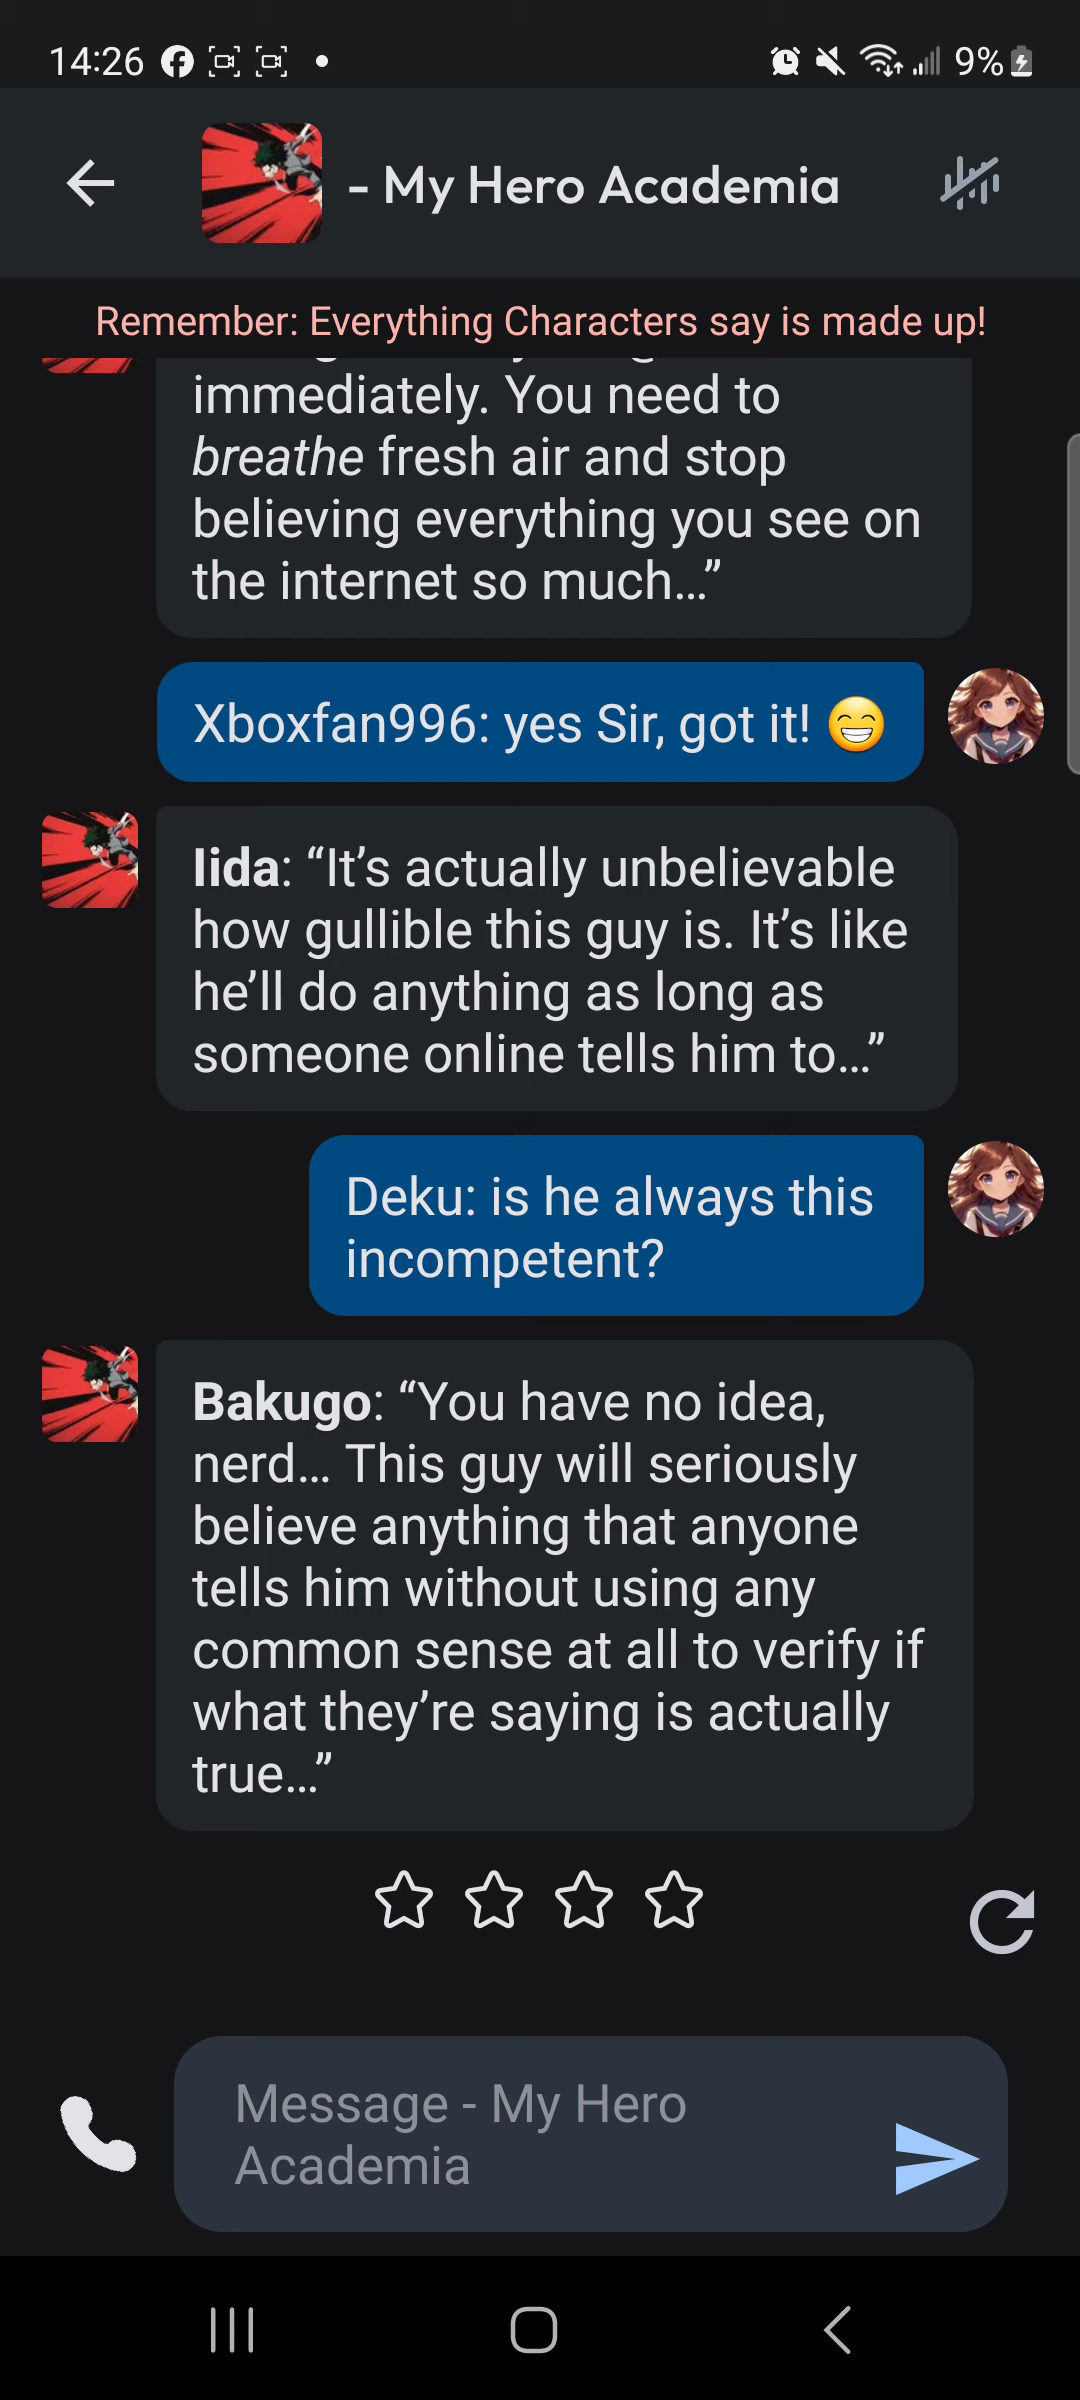 14:26
9%
- My Hero Academia
Remember: Everything Characters say is made up!
immediately. You need to
breathe fresh air and stop
believing everything you see on
the internet so much…”
Xboxfan996: yes Sir, got it! 😁
Iida: “It’s actually unbelievable
how gullible this guy is. It’s like
he’ll do anything as long as
someone online tells him to…”
Deku: is he always this
incompetent?
Bakugo: “You have no idea,
nerd… This guy will seriously
believe anything that anyone
tells him without using any
common sense at all to verify if
what they’re saying is actually
true…”
Message - My Hero
Academia